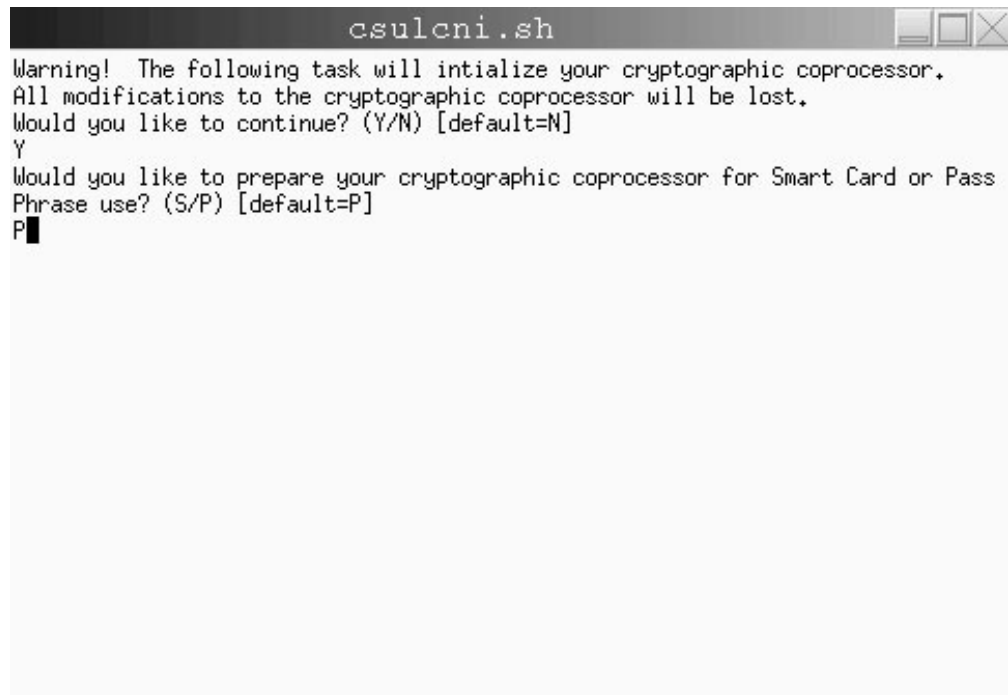 csulcni.sh
Warning!  The following task will intialize your cryptographic coprocessor.
All modifications to the cryptographic coprocessor will be lost.
Would you like to continue? (Y/N) [default=N]
Y
Would you like to prepare your cryptographic coprocessor for Smart Card or Pass
Phrase use? (S/P) [default=P]
P